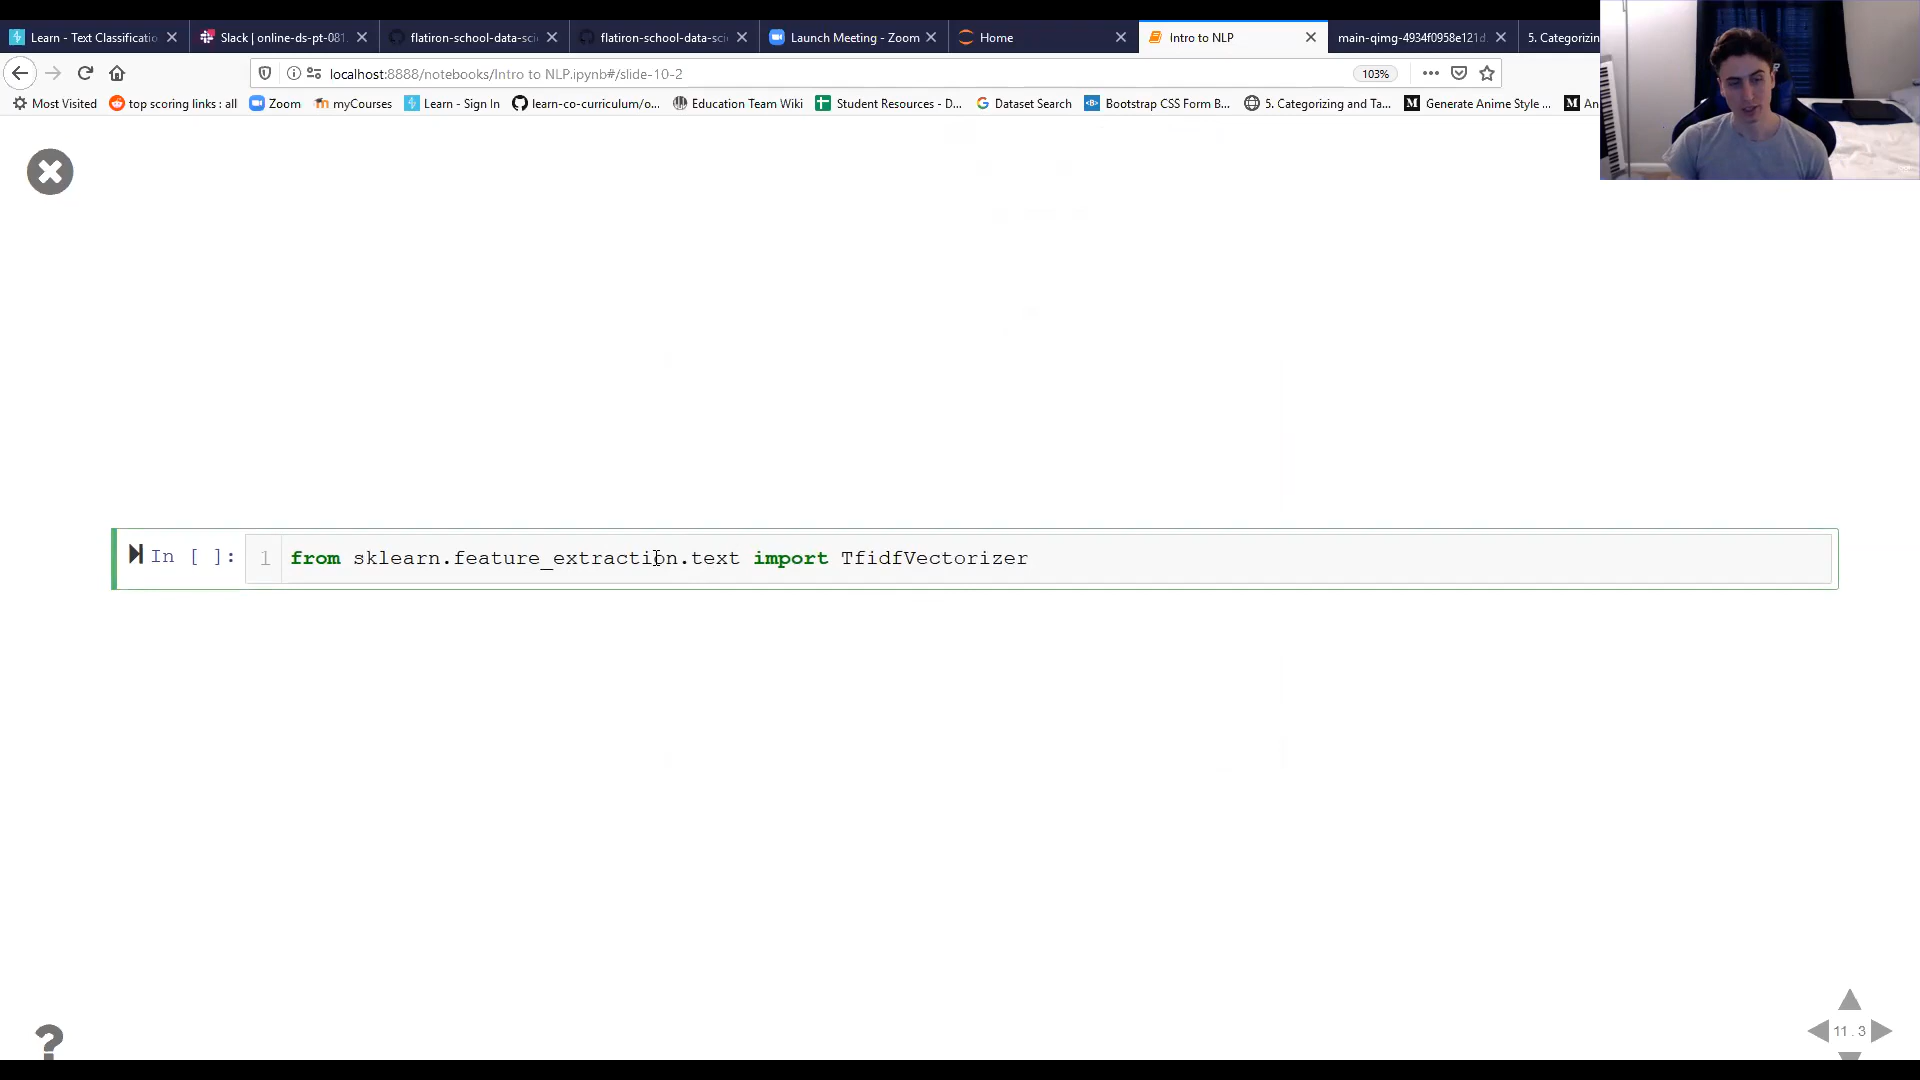 Learn - Text Classificatio
Slack | online-ds-pt-081
flatiron-school-data-sci
flatiron-school-data-sci
Launch Meeting - Zoom
Home
Intro to NLP
main-qimg-4934f0958e121d
5. Categorizin
localhost:8888/notebooks/Intro to NLP.ipynb#/slide-10-2
103%
Most Visited
top scoring links : all
Zoom
myCourses
Learn - Sign In
learn-co-curriculum/o...
Education Team Wiki
Student Resources - D...
Dataset Search
Bootstrap CSS Form B...
5. Categorizing and Ta...
Generate Anime Style ...
An
In [ ]:
1
from sklearn.feature_extraction.text import TfidfVectorizer
?
11 . 3